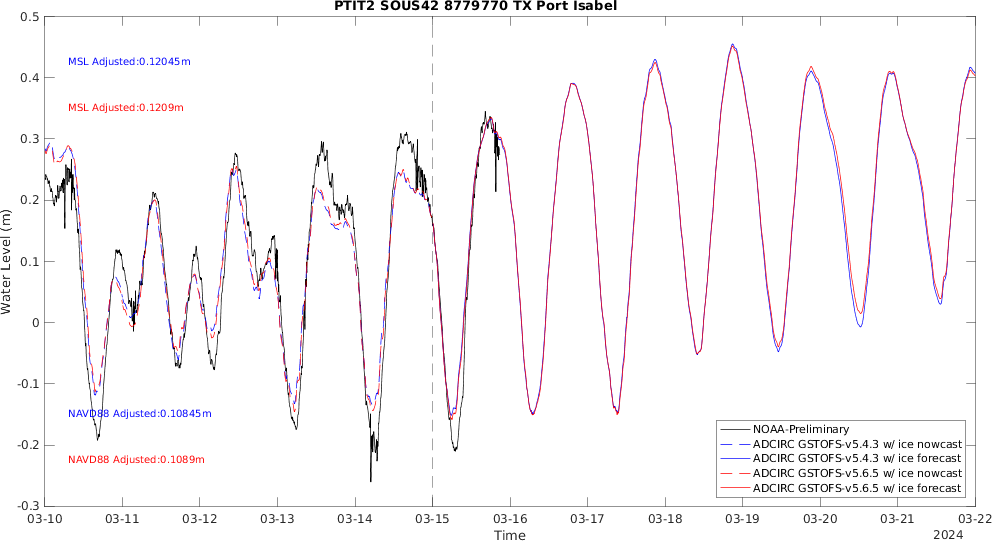 PTIT2 SOUS42 8779770 TX Port Isabel
0.5
0.4
0.3
0.2
0.1
0
-0.1
-0.2
-0.3
Water Level (m)
MSL Adjusted:0.12045m
MSL Adjusted:0.1209m
NAVD88 Adjusted:0.10845m
NAVD88 Adjusted:0.1089m
NOAA-Preliminary
ADCIRC GSTOFS-v5.4.3 w/ ice nowcast
ADCIRC GSTOFS-v5.4.3 w/ ice forecast
ADCIRC GSTOFS-v5.6.5 w/ ice nowcast
ADCIRC GSTOFS-v5.6.5 w/ ice forecast
03-10 03-11 03-12 03-13 03-14 03-15 03-16 03-17 03-18 03-19 03-20 03-21 03-22
Time
2024